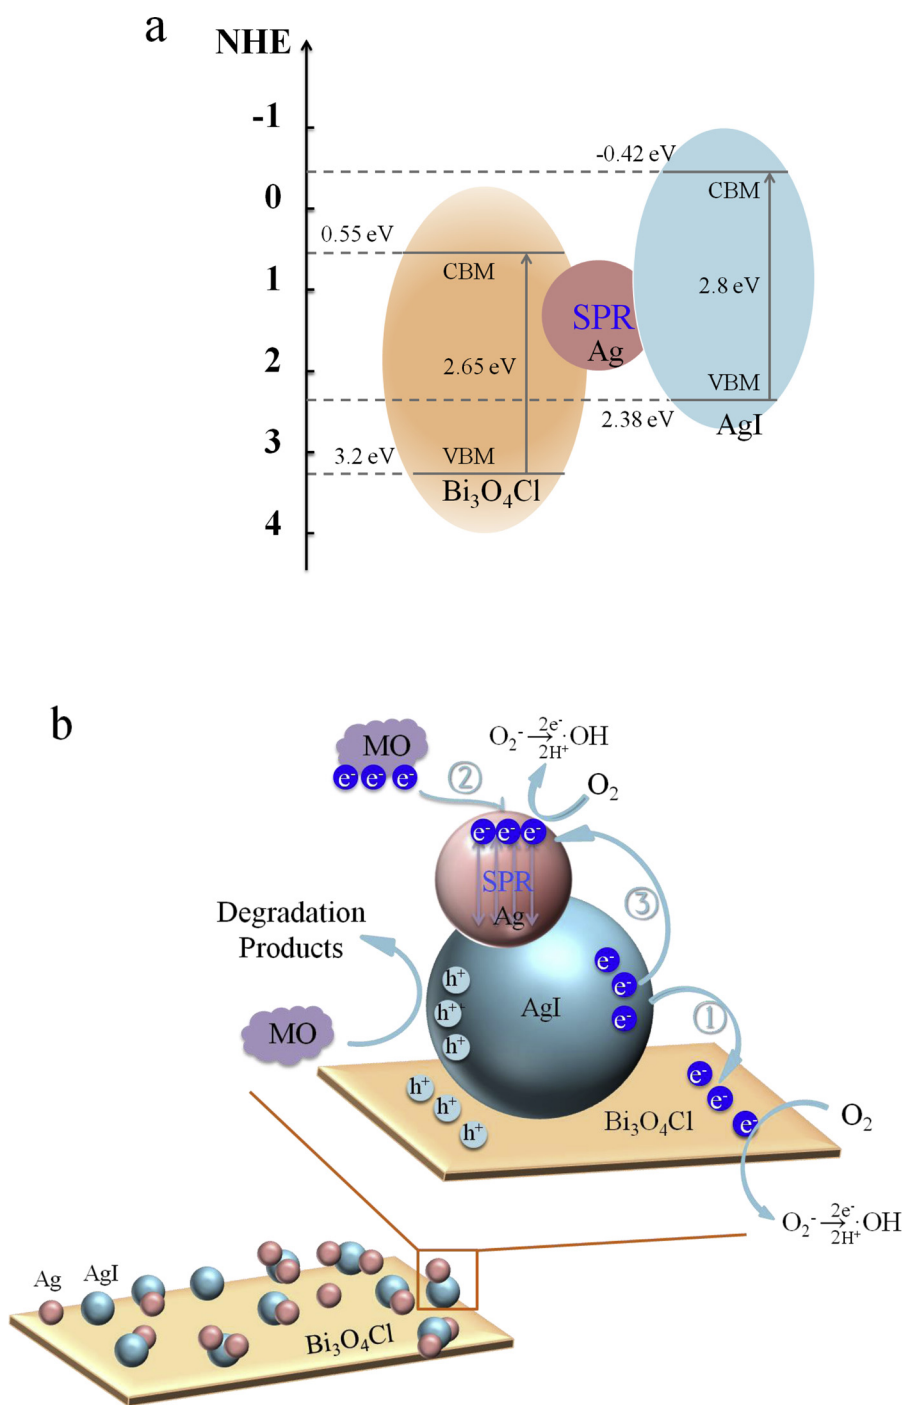 a
NHE
-1
-0.42 eV
CBM
0
0.55 eV
CBM
1
2.8 eV
SPR
Ag
2
2.65 eV
VBM
2.38 eV
AgI
3
3.2 eV
VBM
Bi₃O₄Cl
4
b
MO
e⁻ e⁻ e⁻
②
O₂⁻ 2e⁻ → 2H⁺ ·OH
O₂
e⁻ e⁻ e⁻
SPR
Ag
③
Degradation
Products
h⁺
h⁺
h⁺
AgI
e⁻
e⁻
e⁻
①
MO
h⁺
h⁺
h⁺
e⁻
e⁻
e⁻
Bi₃O₄Cl
O₂
O₂⁻ 2e⁻ → 2H⁺ ·OH
Ag
AgI
Bi₃O₄Cl